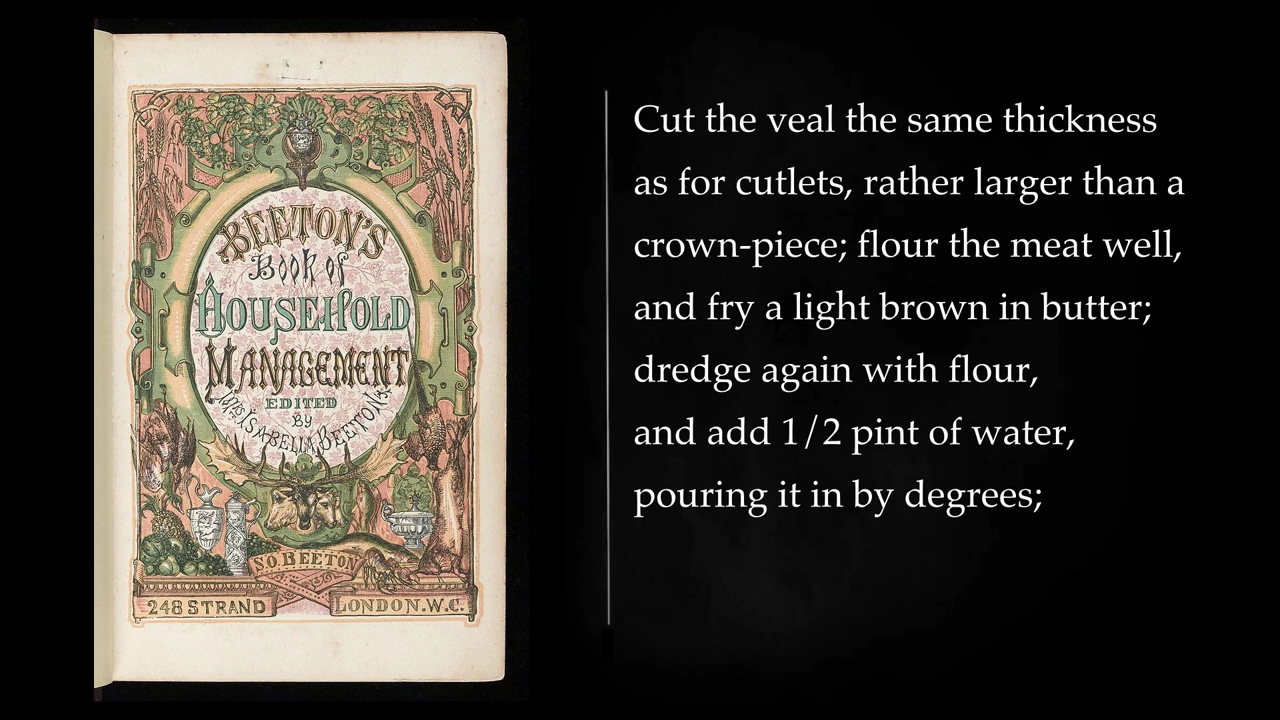 BEETON'S
Book of
HOUSEHOLD
MANAGEMENT
EDITED
BY
MRS ISABELLA BEETON
S.O. BEETON
248 STRAND
LONDON.W.C.
Cut the veal the same thickness
as for cutlets, rather larger than a
crown-piece; flour the meat well,
and fry a light brown in butter;
dredge again with flour,
and add 1/2 pint of water,
pouring it in by degrees;